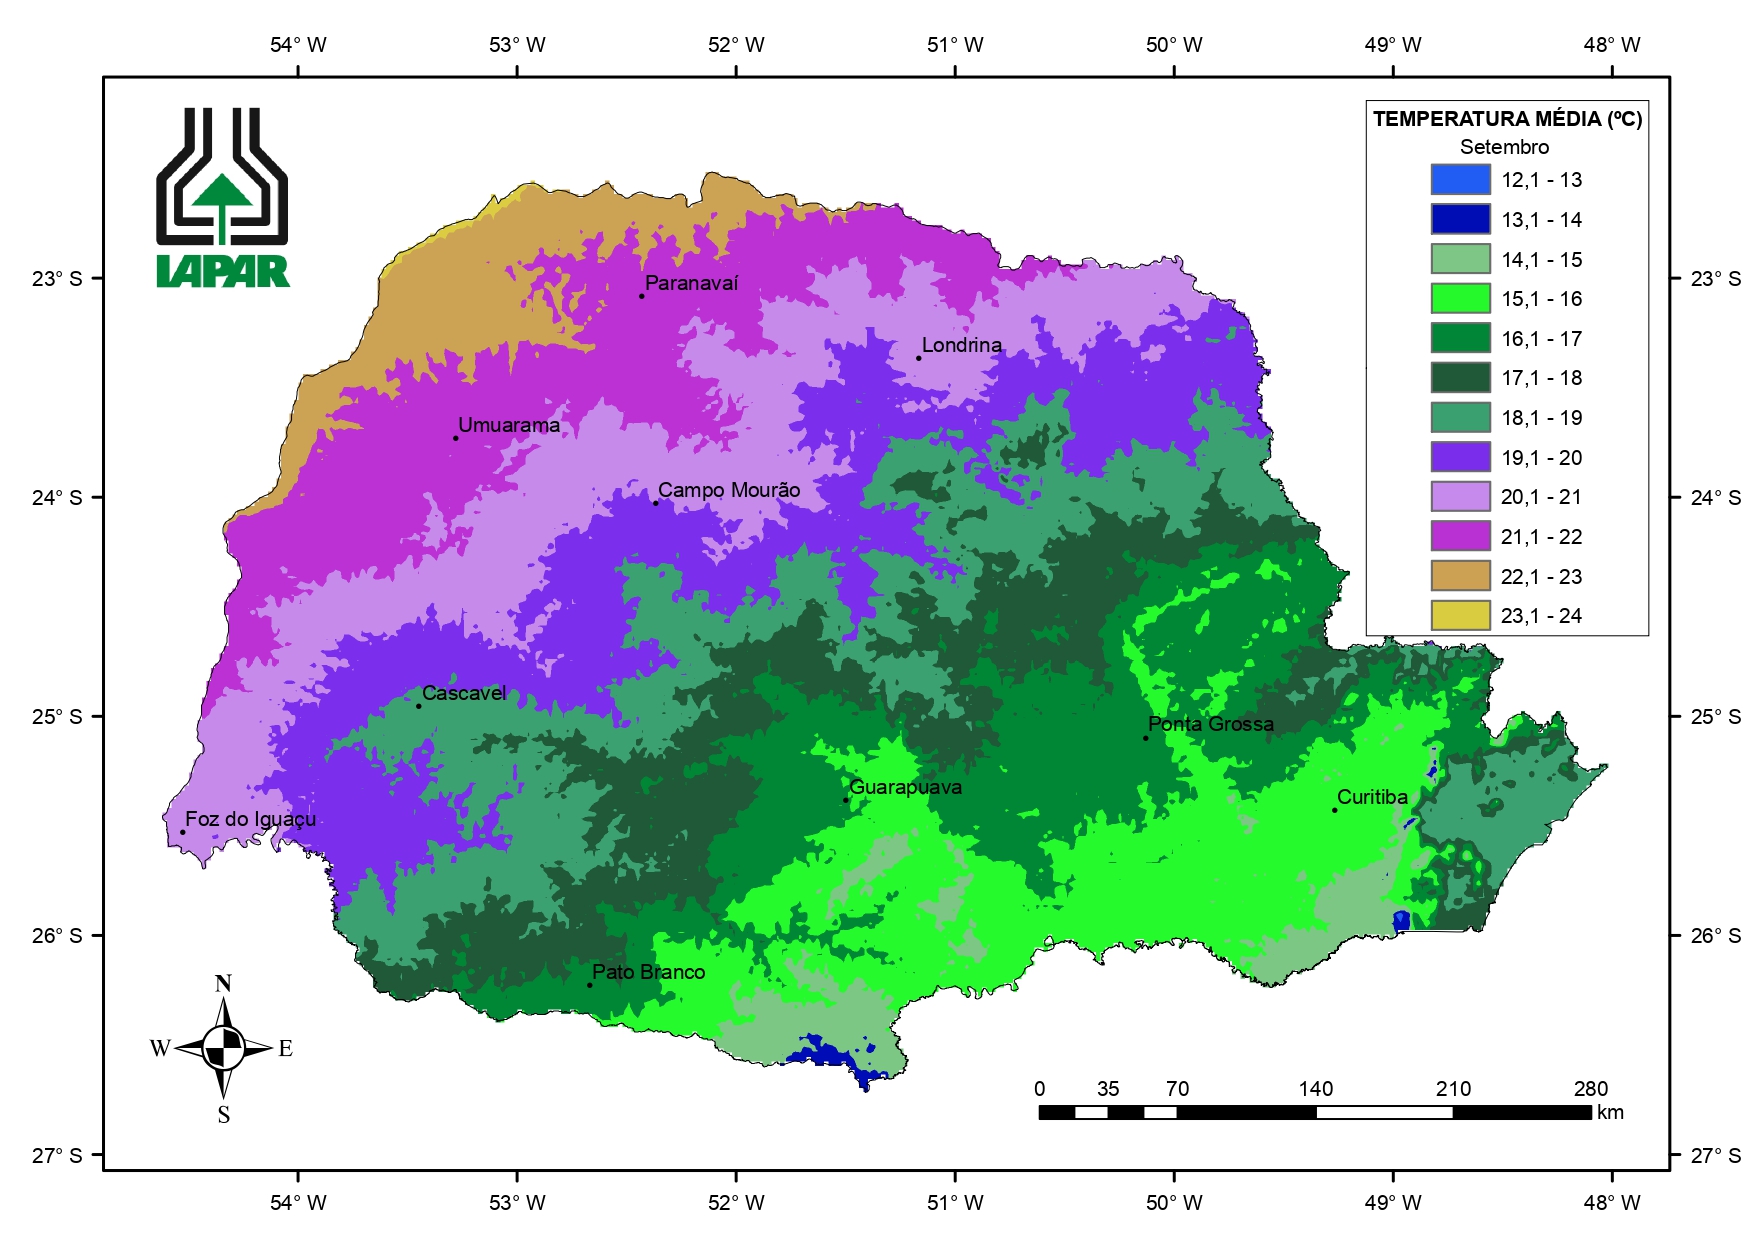 54° W 53° W 52° W 51° W 50° W 49° W 48° W
IAPAR
TEMPERATURA MÉDIA (ºC)
Setembro
12,1 - 13
13,1 - 14
14,1 - 15
15,1 - 16
16,1 - 17
17,1 - 18
18,1 - 19
19,1 - 20
20,1 - 21
21,1 - 22
22,1 - 23
23,1 - 24
23° S 23° S
Paranavaí
Londrina
Umuarama
24° S 24° S
Campo Mourão
Cascavel
25° S 25° S
Ponta Grossa
Guarapuava
Curitiba
Foz do Iguaçu
26° S 26° S
Pato Branco
N
W E
S
0 35 70 140 210 280
km
27° S 27° S
54° W 53° W 52° W 51° W 50° W 49° W 48° W